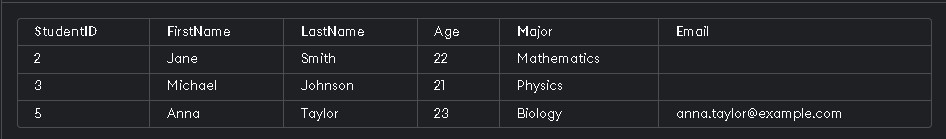 StudentID FirstName LastName Age Major Email
2 Jane Smith 22 Mathematics
3 Michael Johnson 21 Physics
5 Anna Taylor 23 Biology anna.taylor@example.com